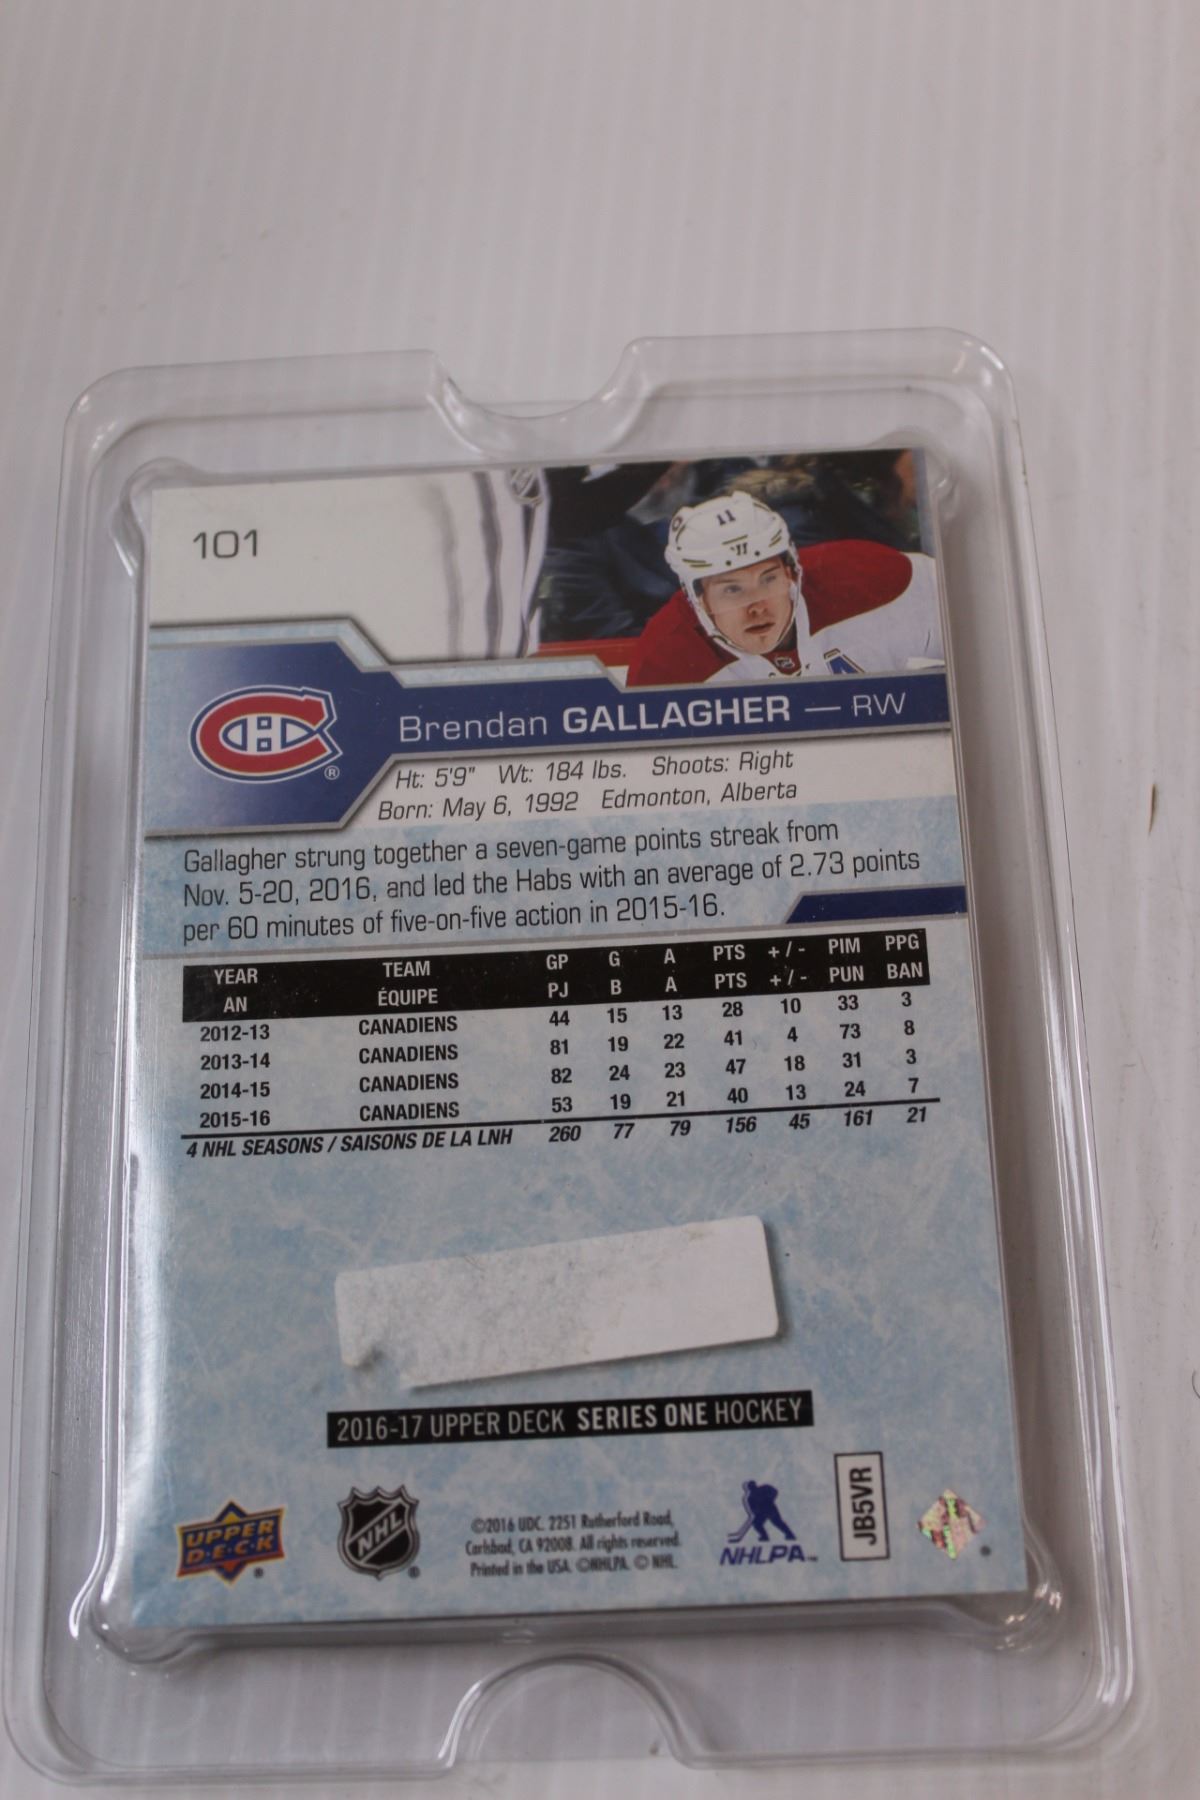 101
11
Brendan GALLAGHER — RW
Ht: 5'9" Wt: 184 lbs. Shoots: Right
Born: May 6, 1992 Edmonton, Alberta
Gallagher strung together a seven-game points streak from
Nov. 5-20, 2016, and led the Habs with an average of 2.73 points
per 60 minutes of five-on-five action in 2015-16.
YEAR TEAM GP G A PTS +/- PIM PPG
AN ÉQUIPE PJ B A PTS +/- PUN BAN
2012-13 CANADIENS 44 15 13 28 10 33 3
2013-14 CANADIENS 81 19 22 41 4 73 8
2014-15 CANADIENS 82 24 23 47 18 31 3
2015-16 CANADIENS 53 19 21 40 13 24 7
4 NHL SEASONS / SAISONS DE LA LNH 260 77 79 156 45 161 21
2016-17 UPPER DECK SERIES ONE HOCKEY
UPPER
D·E·C·K
NHL
©2016 UDC. 2251 Rutherford Road,
Carlsbad, CA 92008. All rights reserved.
Printed in the USA. ©NHLPA. © NHL.
NHLPA™
JB5VR